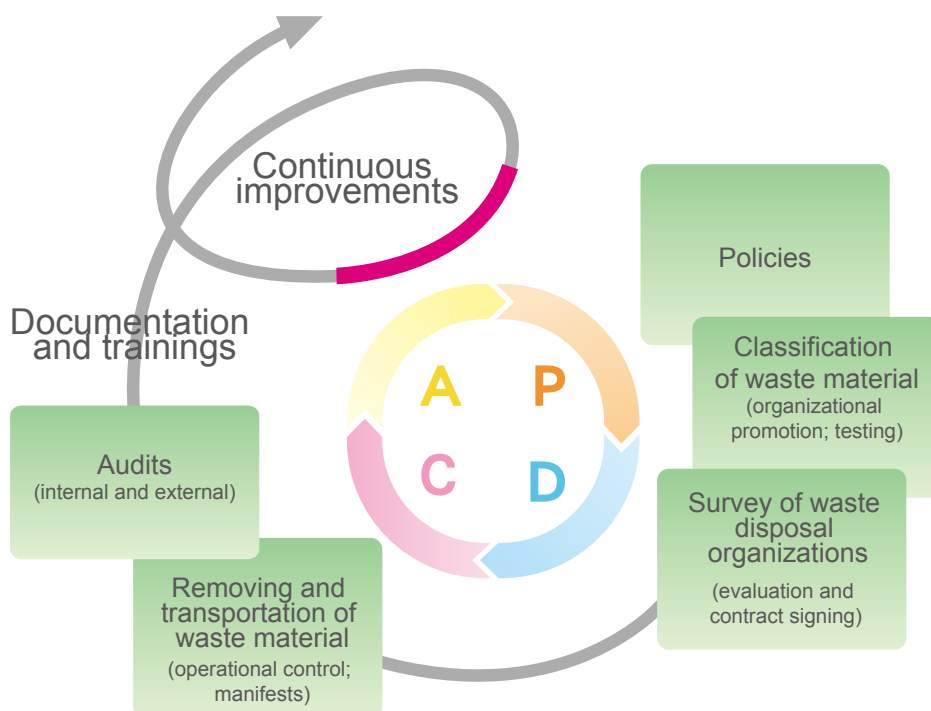 Continuous
improvements
Policies
Documentation
and trainings
Classification
of waste material
(organizational
promotion; testing)
A P
C D
Audits
(internal and external)
Survey of waste
disposal
organizations
(evaluation and
contract signing)
Removing and
transportation of
waste material
(operational control;
manifests)